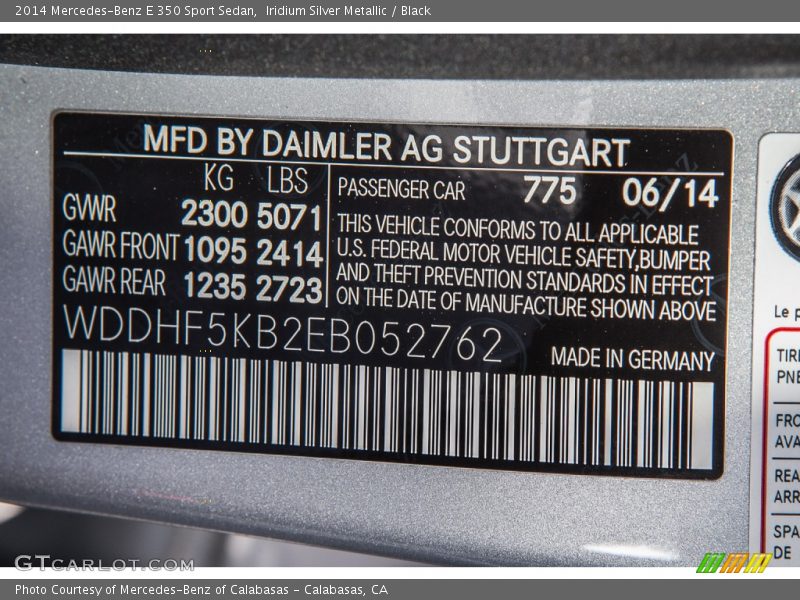 2014 Mercedes-Benz E 350 Sport Sedan,  Iridium Silver Metallic / Black
MFD BY DAIMLER AG STUTTGART
KG LBS
GWR 2300 5071
GAWR FRONT 1095 2414
GAWR REAR 1235 2723
PASSENGER CAR 775 06/14
THIS VEHICLE CONFORMS TO ALL APPLICABLE
U.S. FEDERAL MOTOR VEHICLE SAFETY,BUMPER
AND THEFT PREVENTION STANDARDS IN EFFECT
ON THE DATE OF MANUFACTURE SHOWN ABOVE
WDDHF5KB2EB052762
MADE IN GERMANY
Le p
TIRE
PNE
FRO
AVA
REA
ARR
SPA
DE
GTCARLOT.COM
Photo Courtesy of Mercedes-Benz of Calabasas - Calabasas, CA